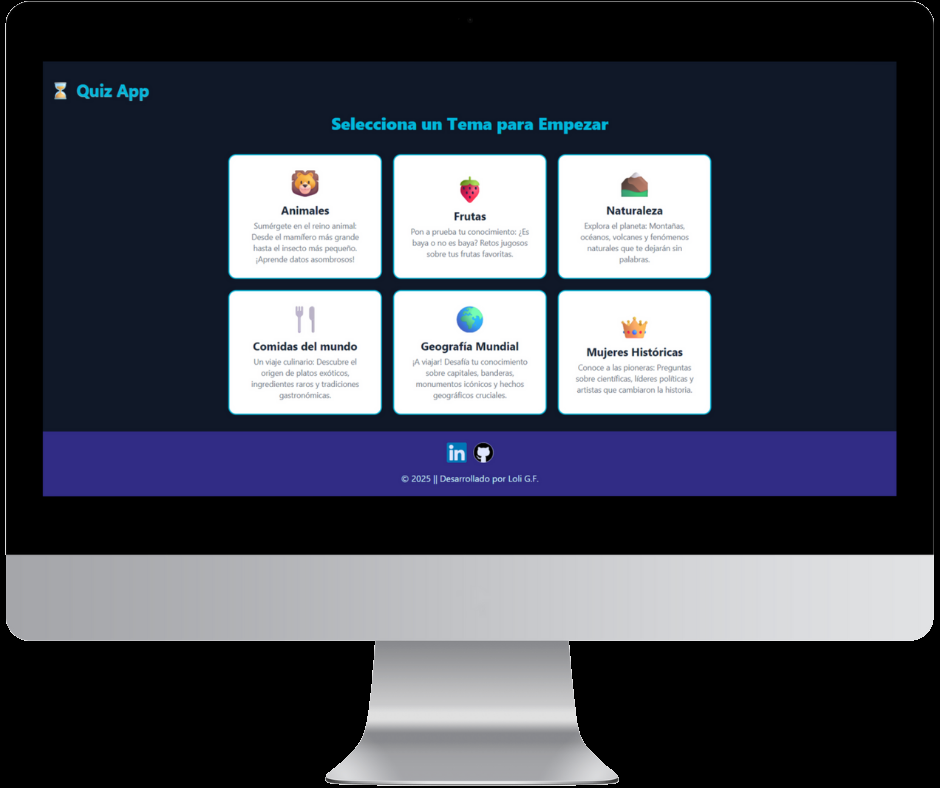 Quiz App
Selecciona un Tema para Empezar
Animales
Sumérgete en el reino animal:
Desde el mamífero más grande
hasta el insecto más pequeño.
¡Aprende datos asombrosos!
Frutas
Pon a prueba tu conocimiento: ¿Es
baya o no es baya? Retos jugosos
sobre tus frutas favoritas.
Naturaleza
Explora el planeta: Montañas,
océanos, volcanes y fenómenos
naturales que te dejarán sin
palabras.
Comidas del mundo
Un viaje culinario: Descubre el
origen de platos exóticos,
ingredientes raros y tradiciones
gastronómicas.
Geografía Mundial
¡A viajar! Desafía tu conocimiento
sobre capitales, banderas,
monumentos icónicos y hechos
geográficos cruciales.
Mujeres Históricas
Conoce a las pioneras: Preguntas
sobre científicas, líderes políticas y
artistas que cambiaron la historia.
in
© 2025 || Desarrollado por Loli G.F.